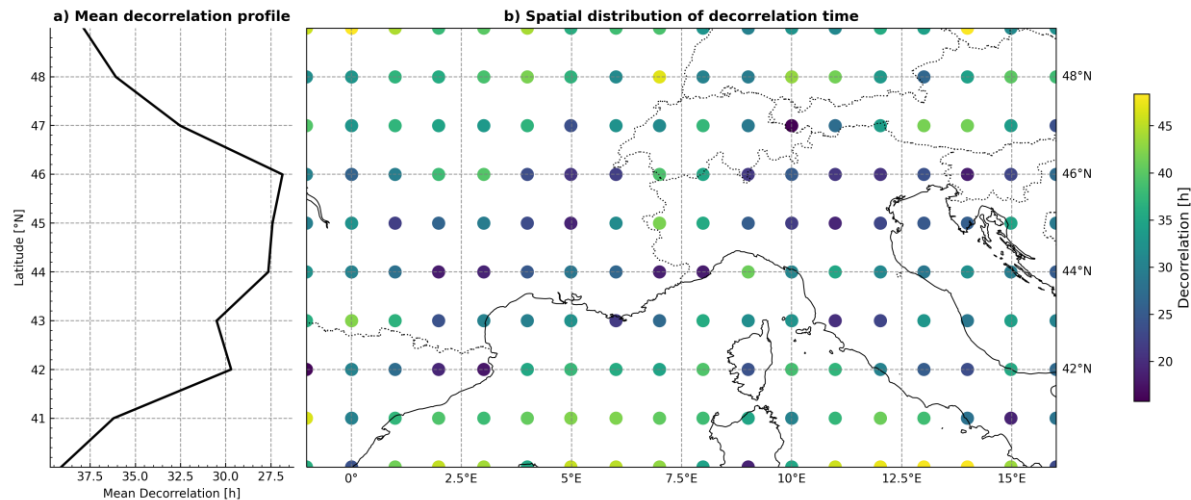 a) Mean decorrelation profile
b) Spatial distribution of decorrelation time
Latitude [°N]
48
47
46
45
44
43
42
41
37.5
35.0
32.5
30.0
27.5
Mean Decorrelation [h]
48°N
46°N
44°N
42°N
0°
2.5°E
5°E
7.5°E
10°E
12.5°E
15°E
45
40
35
30
25
20
Decorrelation [h]